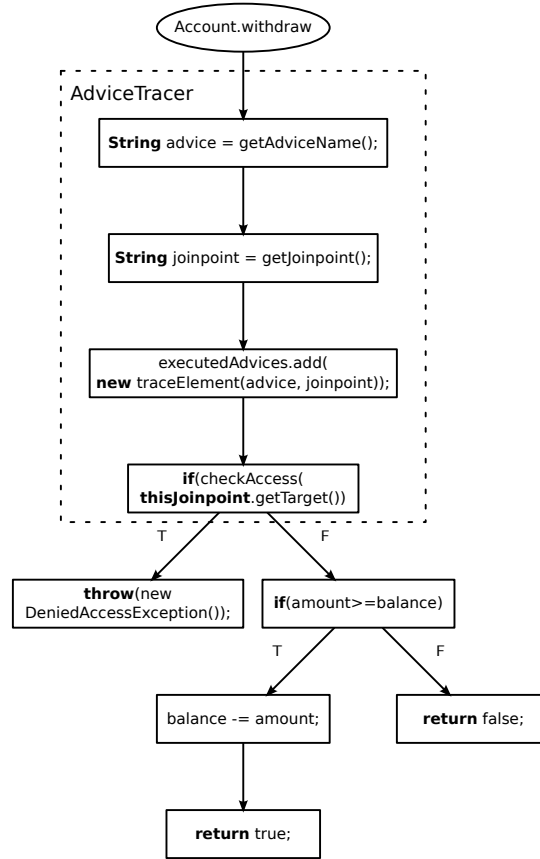 Account.withdraw
AdviceTracer
String advice = getAdviceName();
String joinpoint = getJoinpoint();
executedAdvices.add(
new traceElement(advice, joinpoint));
if(checkAccess(
thisJoinpoint.getTarget())
T
F
throw(new
DeniedAccessException());
if(amount>=balance)
T
F
balance -= amount;
return false;
return true;